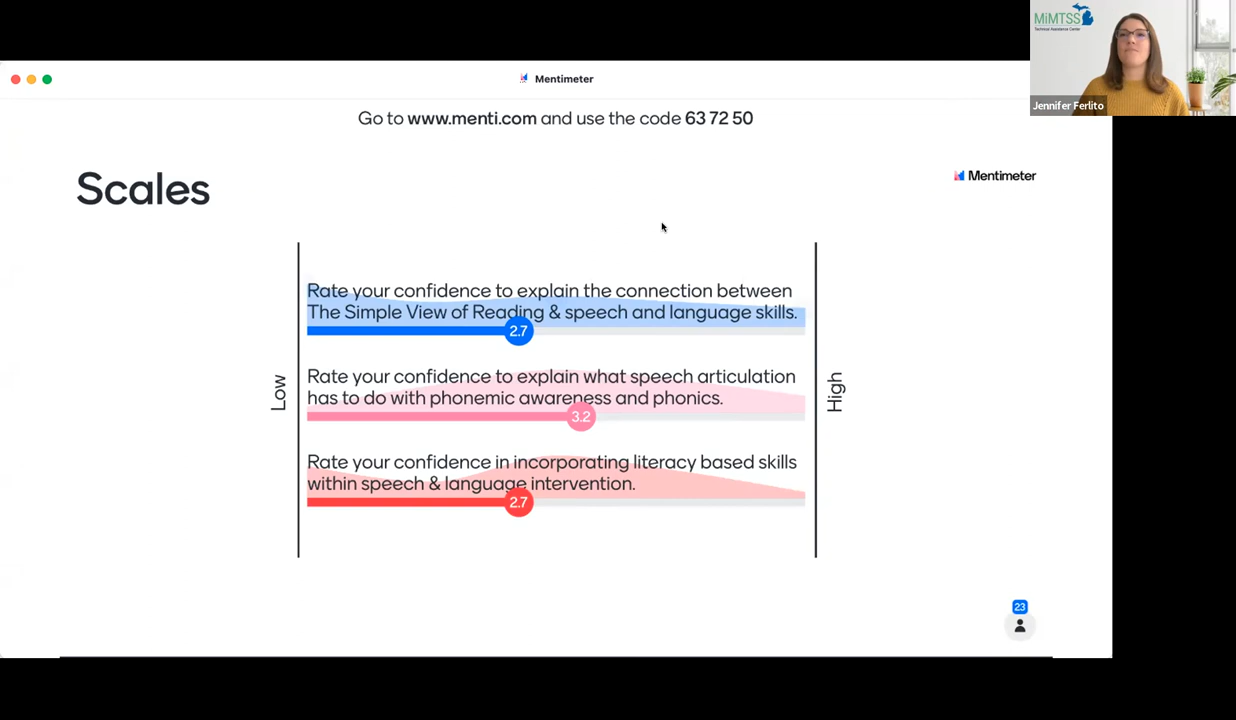 MiMTSS
Technical Assistance Center
Jennifer Ferlito
Mentimeter
Go to www.menti.com and use the code 63 72 50
Scales
Mentimeter
Rate your confidence to explain the connection between
The Simple View of Reading & speech and language skills.
2.7
Rate your confidence to explain what speech articulation
has to do with phonemic awareness and phonics.
3.2
Low
High
Rate your confidence in incorporating literacy based skills
within speech & language intervention.
2.7
23